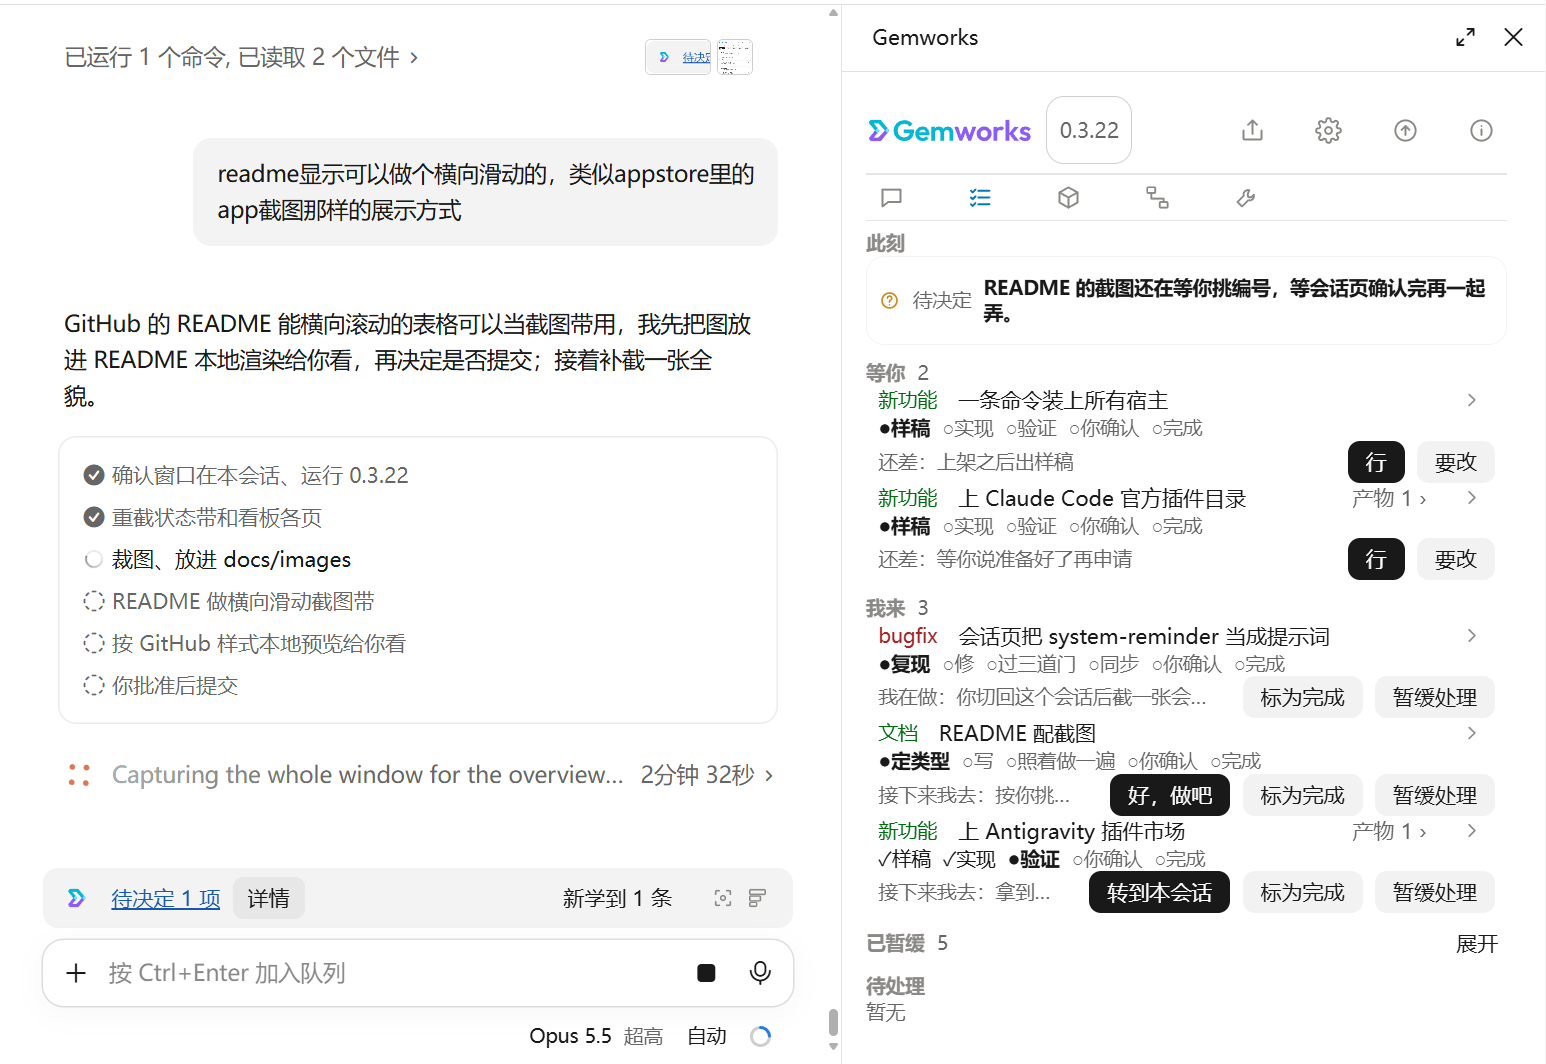 已运行 1 个命令, 已读取 2 个文件 ›
待决定
readme显示可以做个横向滑动的，类似appstore里的
app截图那样的展示方式
GitHub 的 README 能横向滚动的表格可以当截图带用，我先把图放
进 README 本地渲染给你看，再决定是否提交；接着补截一张全
貌。
确认窗口在本会话、运行 0.3.22
重截状态带和看板各页
裁图、放进 docs/images
README 做横向滑动截图带
按 GitHub 样式本地预览给你看
你批准后提交
Capturing the whole window for the overview... 2分钟 32秒 ›
待决定 1 项 详情 新学到 1 条
按 Ctrl+Enter 加入队列
Opus 5.5 超高 自动
Gemworks
Gemworks 0.3.22
此刻
待决定 README 的截图还在等你挑编号，等会话页确认完再一起
弄。
等你 2
新功能 一条命令装上所有宿主
●样稿 ○实现 ○验证 ○你确认 ○完成
还差：上架之后出样稿 行 要改
新功能 上 Claude Code 官方插件目录 产物 1 ›
●样稿 ○实现 ○验证 ○你确认 ○完成
还差：等你说准备好了再申请 行 要改
我来 3
bugfix 会话页把 system-reminder 当成提示词
●复现 ○修 ○过三道门 ○同步 ○你确认 ○完成
我在做：你切回这个会话后截一张会... 标为完成 暂缓处理
文档 README 配截图
●定类型 ○写 ○照着做一遍 ○你确认 ○完成
接下来我去：按你挑... 好，做吧 标为完成 暂缓处理
新功能 上 Antigravity 插件市场 产物 1 ›
✓样稿 ✓实现 ●验证 ○你确认 ○完成
接下来我去：拿到... 转到本会话 标为完成 暂缓处理
已暂缓 5 展开
待处理
暂无